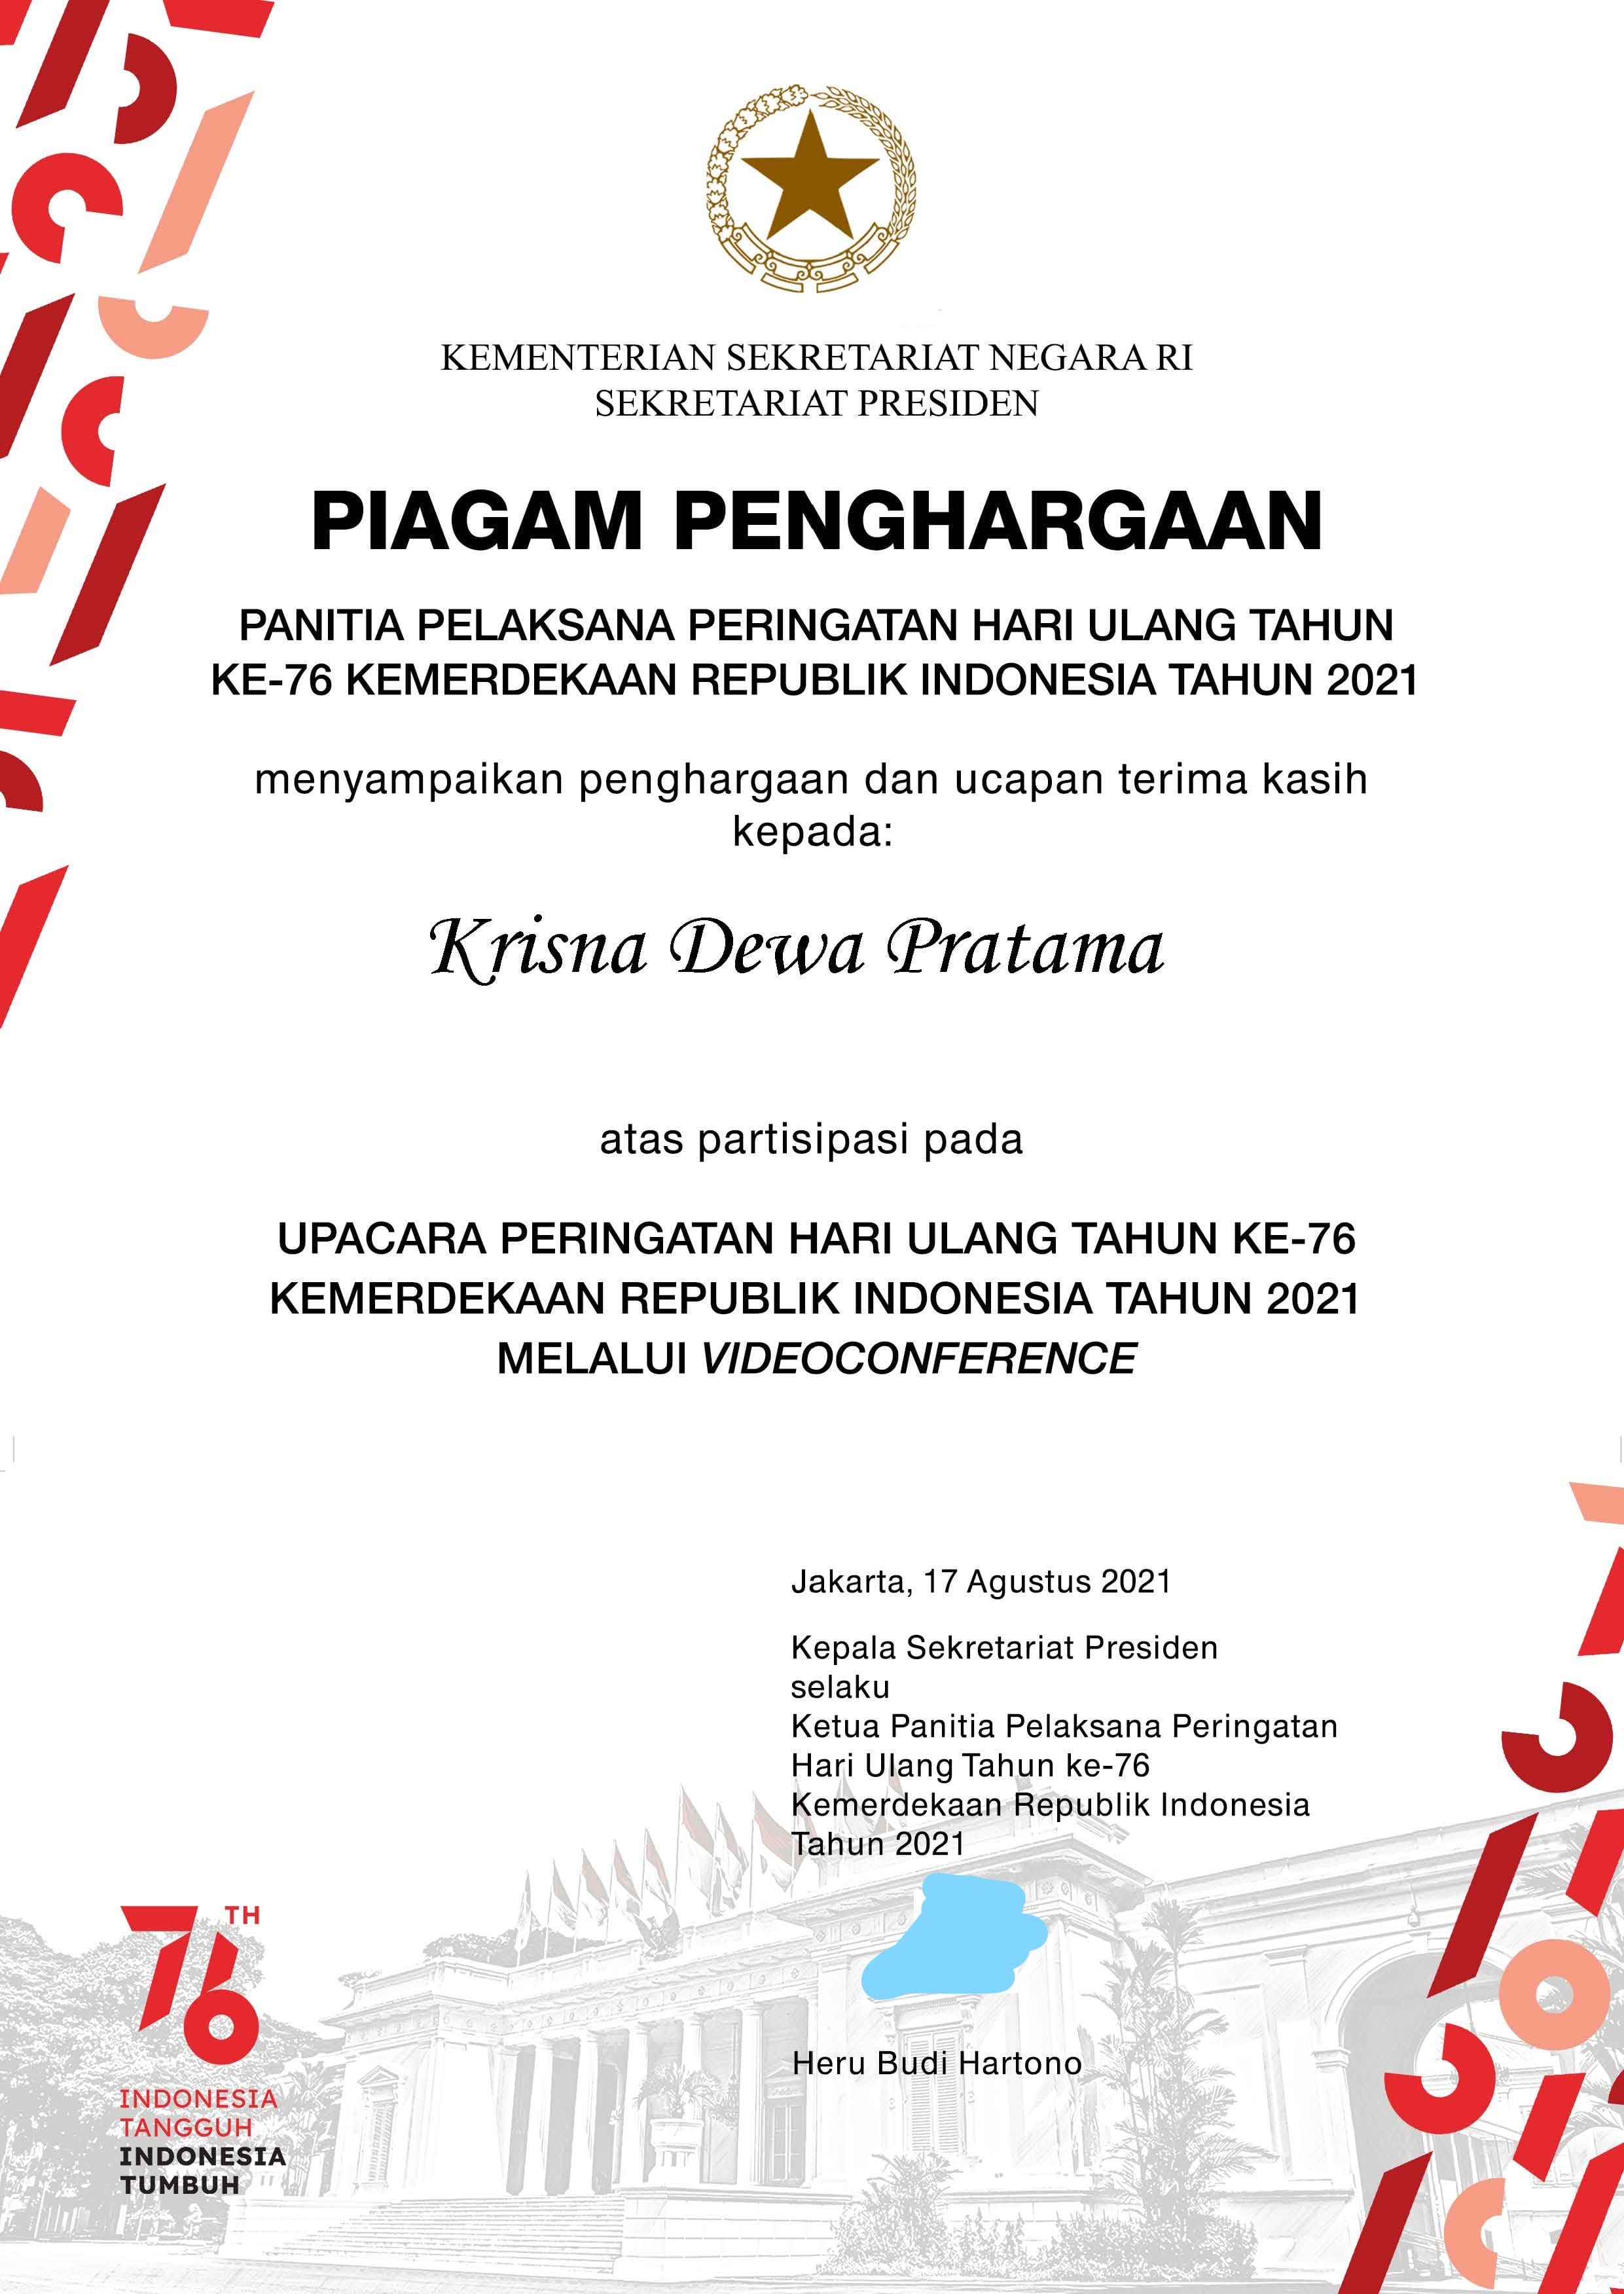 KEMENTERIAN SEKRETARIAT NEGARA RI
SEKRETARIAT PRESIDEN
PIAGAM PENGHARGAAN
PANITIA PELAKSANA PERINGATAN HARI ULANG TAHUN
KE-76 KEMERDEKAAN REPUBLIK INDONESIA TAHUN 2021
menyampaikan penghargaan dan ucapan terima kasih
kepada:
Krisna Dewa Pratama
atas partisipasi pada
UPACARA PERINGATAN HARI ULANG TAHUN KE-76
KEMERDEKAAN REPUBLIK INDONESIA TAHUN 2021
MELALUI VIDEOCONFERENCE
Jakarta, 17 Agustus 2021
Kepala Sekretariat Presiden
selaku
Ketua Panitia Pelaksana Peringatan
Hari Ulang Tahun ke-76
Kemerdekaan Republik Indonesia
Tahun 2021
Heru Budi Hartono
76 TH
INDONESIA
TANGGUH
INDONESIA
TUMBUH